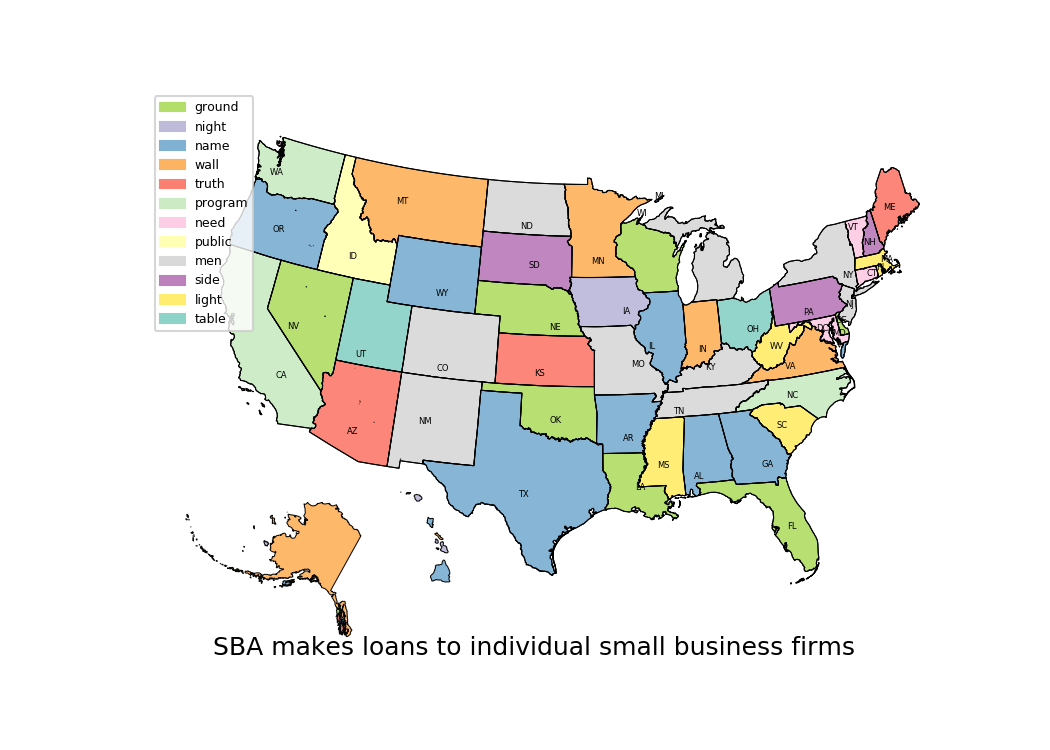 ground
night
name
wall
truth
program
need
public
men
side
light
table
WA
OR
CA
ID
NV
MT
WY
UT
CO
AZ
NM
ND
SD
NE
KS
OK
TX
MN
IA
MO
AR
LA
WI
MI
IL
IN
OH
KY
TN
MS
AL
GA
FL
SC
NC
VA
WV
PA
NY
NJ
DC
VT
NH
ME
MA
CT
SBA makes loans to individual small business firms